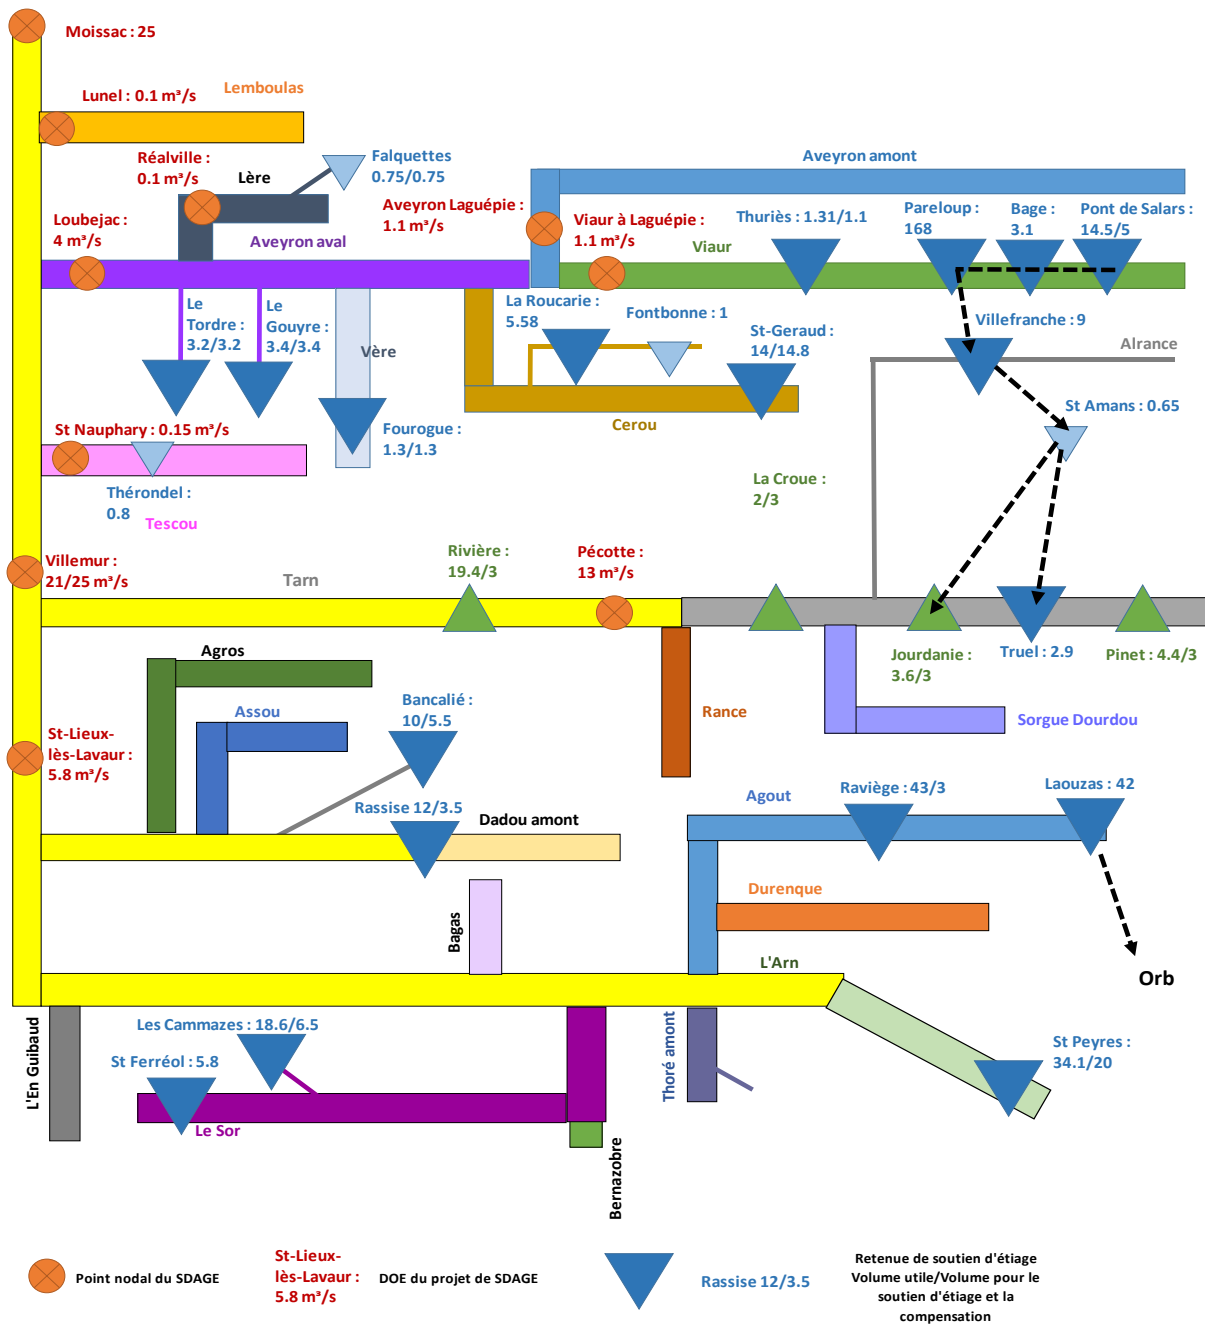 Moissac : 25
Lunel : 0.1 m³/s
Lemboulas
Réalville :
0.1 m³/s
Lère
Falquettes
0.75/0.75
Aveyron amont
Loubejac :
4 m³/s
Aveyron aval
Aveyron Laguépie :
1.1 m³/s
Viaur à Laguépie :
1.1 m³/s
Thuriès : 1.31/1.1
Viaur
Pareloup :
168
Bage :
3.1
Pont de Salars :
14.5/5
Le
Tordre :
3.2/3.2
Le
Gouyre :
3.4/3.4
Vère
La Roucarie :
5.58
Fontbonne : 1
St-Geraud :
14/14.8
Villefranche : 9
Alrance
St Amans : 0.65
Cerou
Fourogue :
1.3/1.3
St Nauphary : 0.15 m³/s
Thérondel :
0.8
Tescou
La Croue :
2/3
Villemur :
21/25 m³/s
Tarn
Rivière :
19.4/3
Pécotte :
13 m³/s
Jourdanie :
3.6/3
Truel : 2.9
Pinet : 4.4/3
Agros
Assou
Bancalié :
10/5.5
Rance
Sorgue Dourdou
St-Lieux-
lès-Lavaur :
5.8 m³/s
Rassise 12/3.5
Dadou amont
Agout
Raviège : 43/3
Laouzas : 42
Durenque
Bagas
L'Arn
Orb
L'En Guibaud
Les Cammazes : 18.6/6.5
St Ferréol : 5.8
Le Sor
Bernazobre
Thoré amont
St Peyres :
34.1/20
Point nodal du SDAGE
St-Lieux-
lès-Lavaur :
5.8 m³/s
DOE du projet de SDAGE
Rassise 12/3.5
Retenue de soutien d'étiage
Volume utile/Volume pour le
soutien d'étiage et la
compensation